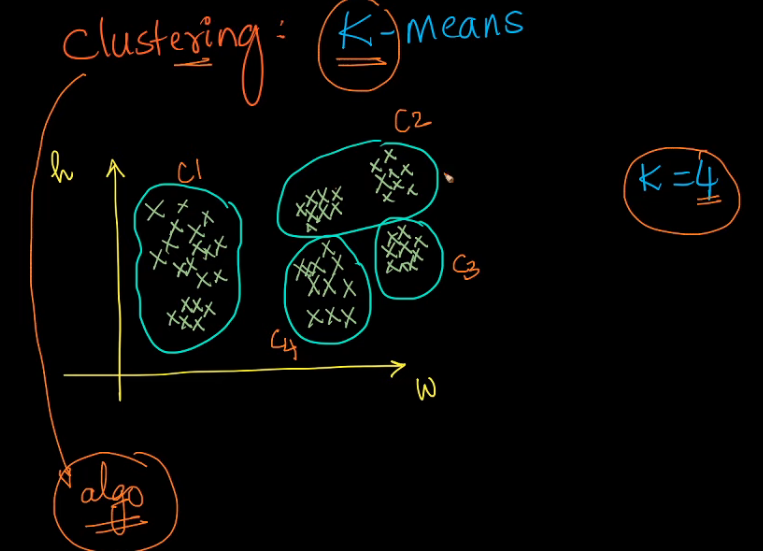 Clustering: K-means
C2
h
C1
K=4
C3
C4
W
algo